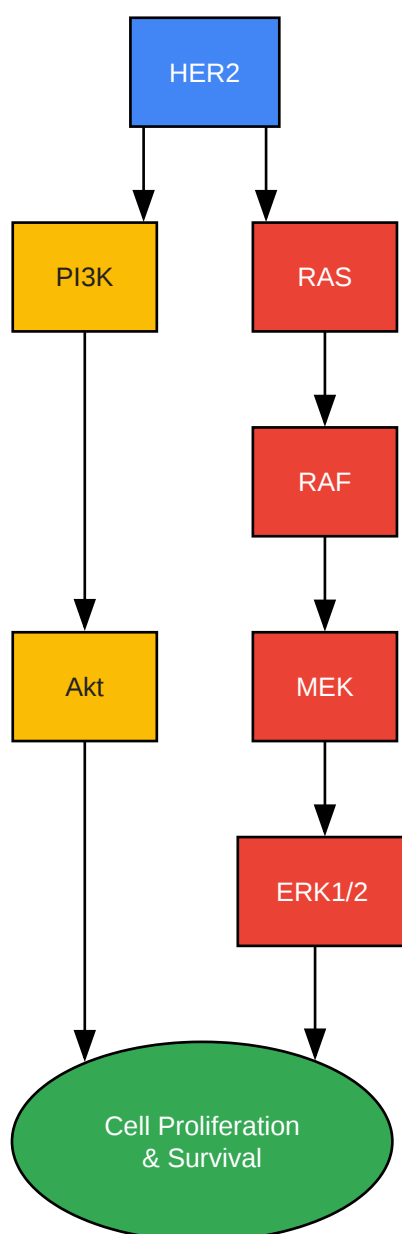 HER2
PI3K
RAS
RAF
Akt
MEK
ERK1/2
Cell Proliferation
& Survival